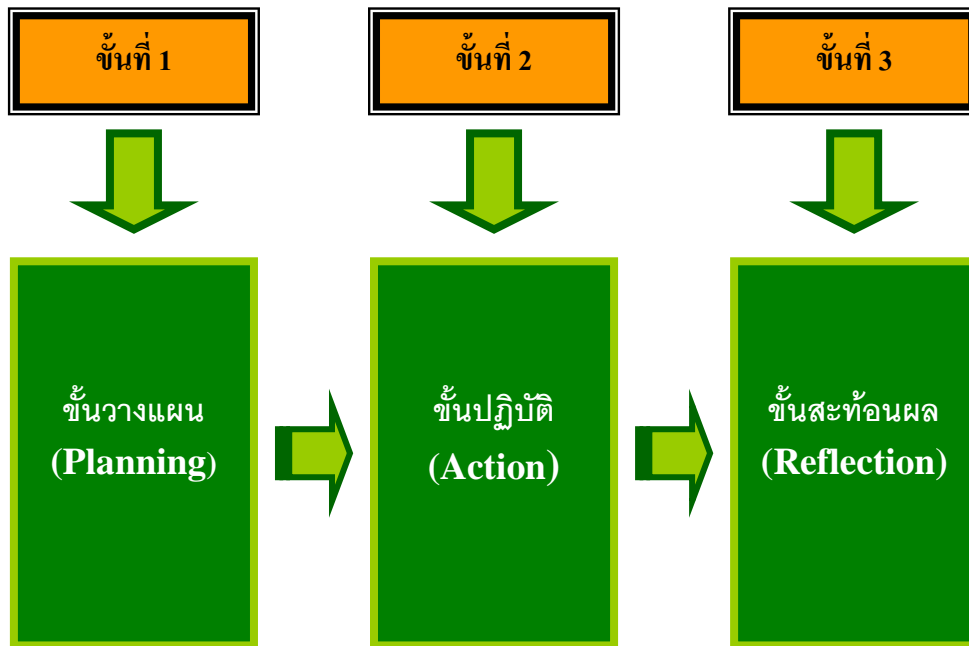 ขั้นที่ 1
ขั้นที่ 2
ขั้นที่ 3
ขั้นวางแผน
(Planning)
ขั้นปฏิบัติ
(Action)
ขั้นสะท้อนผล
(Reflection)